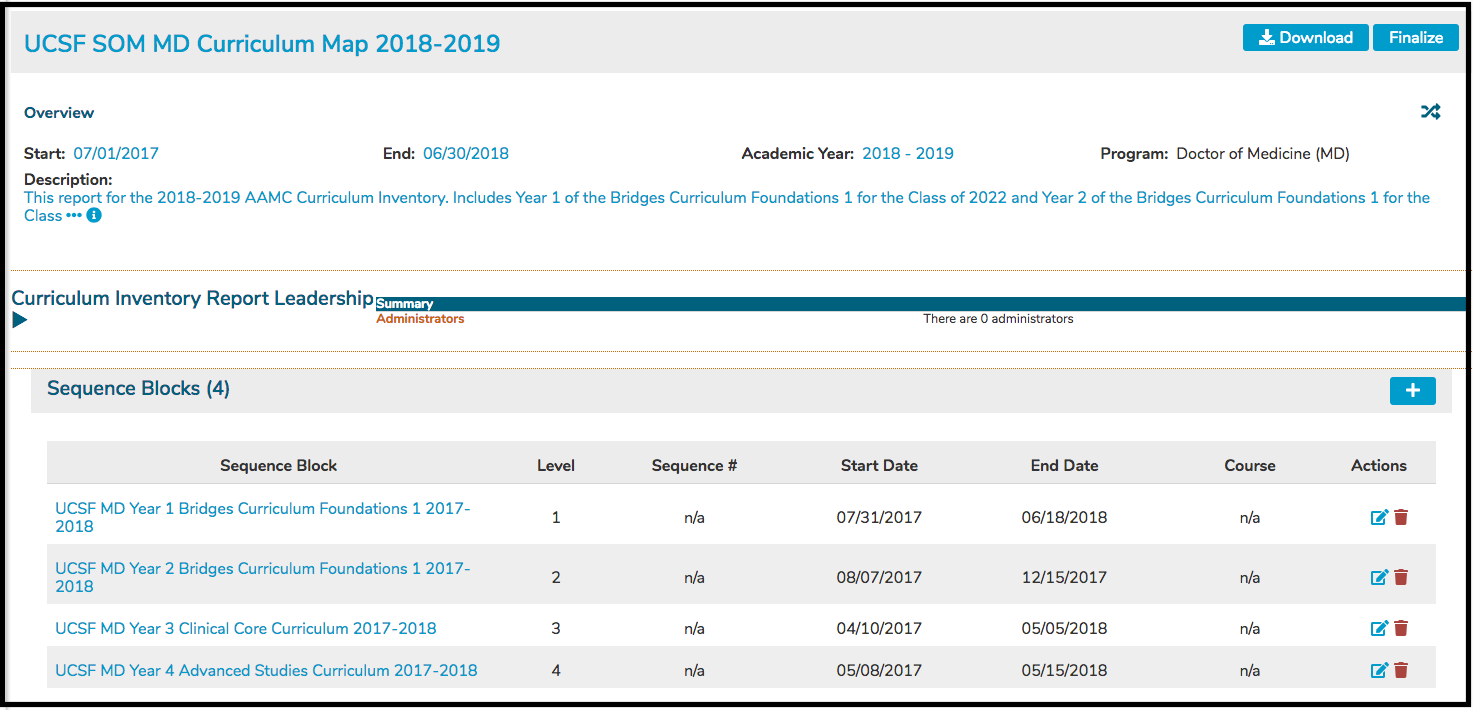 UCSF SOM MD Curriculum Map 2018-2019
Download Finalize
Overview
Start: 07/01/2017 End: 06/30/2018 Academic Year: 2018 - 2019 Program: Doctor of Medicine (MD)
Description:
This report for the 2018-2019 AAMC Curriculum Inventory. Includes Year 1 of the Bridges Curriculum Foundations 1 for the Class of 2022 and Year 2 of the Bridges Curriculum Foundations 1 for the
Class •••
Curriculum Inventory Report Leadership
Summary
Administrators There are 0 administrators
Sequence Blocks (4)
+
Sequence Block Level Sequence # Start Date End Date Course Actions
UCSF MD Year 1 Bridges Curriculum Foundations 1 2017-
2018 1 n/a 07/31/2017 06/18/2018 n/a
UCSF MD Year 2 Bridges Curriculum Foundations 1 2017-
2018 2 n/a 08/07/2017 12/15/2017 n/a
UCSF MD Year 3 Clinical Core Curriculum 2017-2018 3 n/a 04/10/2017 05/05/2018 n/a
UCSF MD Year 4 Advanced Studies Curriculum 2017-2018 4 n/a 05/08/2017 05/15/2018 n/a